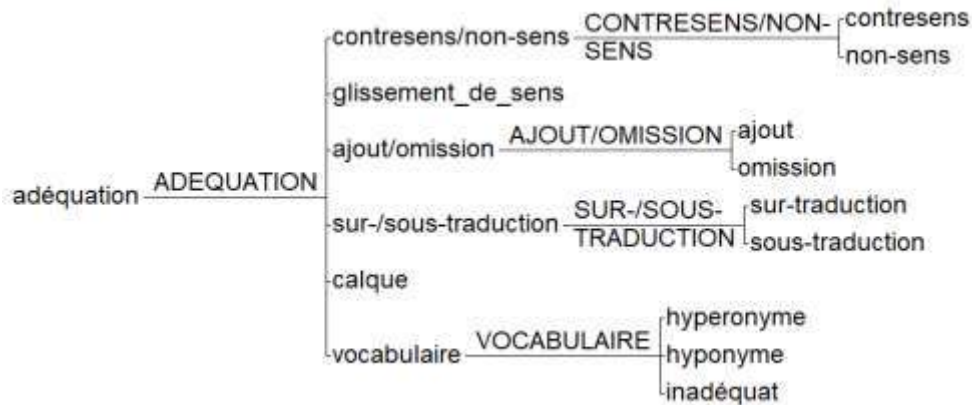 contresens/non-sens CONTRESENS/NON-SENS contresens
non-sens
glissement_de_sens
ajout/omission AJOUT/OMISSION ajout
omission
adéquation ADEQUATION
sur-/sous-traduction SUR-/SOUS-TRADUCTION sur-traduction
sous-traduction
calque
vocabulaire VOCABULAIRE hyperonyme
hyponyme
inadéquat